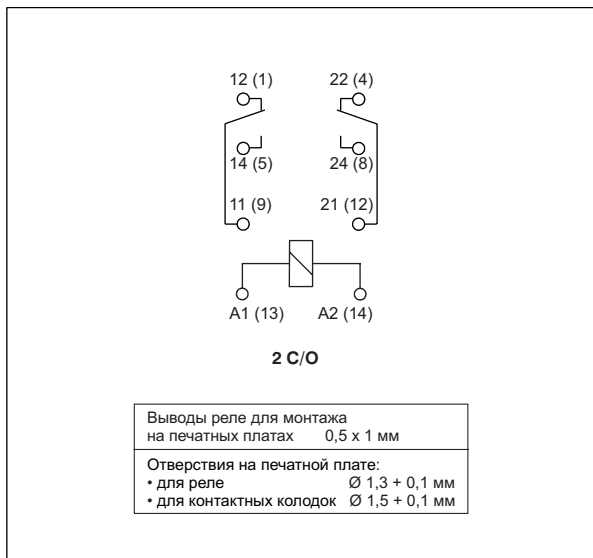 12 (1) 22 (4)
14 (5) 24 (8)
11 (9) 21 (12)
A1 (13) A2 (14)
2 C/O
Выводы реле для монтажа
на печатных платах 0,5 x 1 мм
Отверстия на печатной плате:
• для реле Ø 1,3 + 0,1 мм
• для контактных колодок Ø 1,5 + 0,1 мм